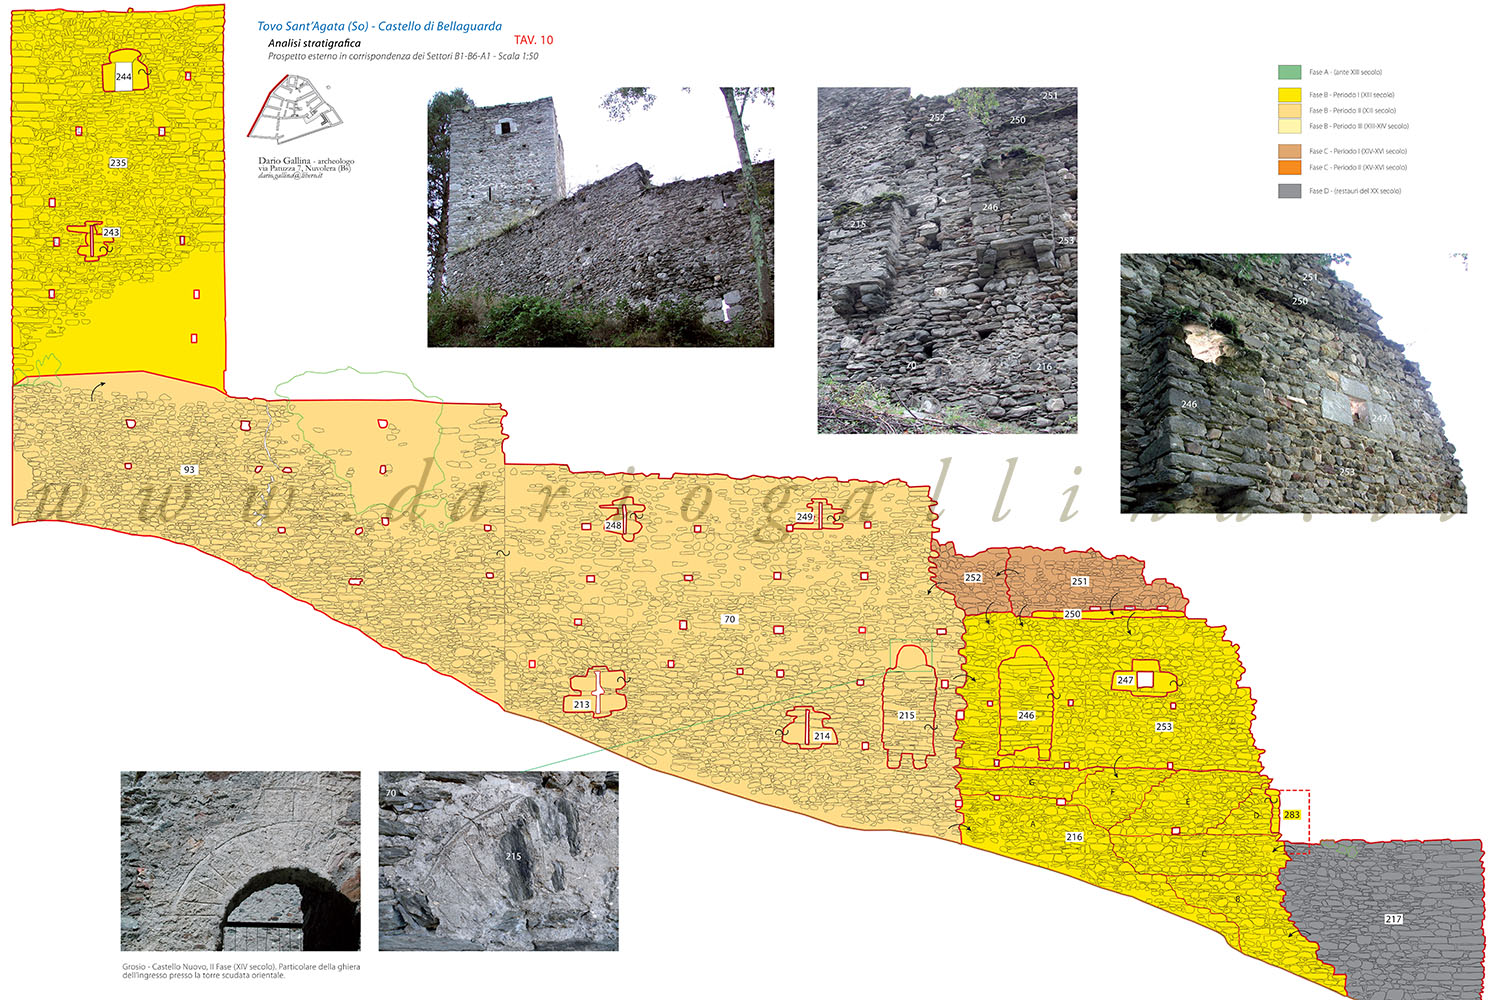 Tovo Sant'Agata (So) - Castello di Bellaguarda
TAV. 10
Analisi stratigrafica
Prospetto esterno in corrispondenza dei Settori B1-B6-A1 - Scala 1:50
Dario Gallina - archeologo
via Patuzza 7, Nuvolera (Bs)
dario.gallina@libero.it
Fase A - (ante XIII secolo)
Fase B - Periodo I (XIII secolo)
Fase B - Periodo II (XIII secolo)
Fase B - Periodo III (XIII-XIV secolo)
Fase C - Periodo I (XIV-XVI secolo)
Fase C - Periodo II (XV-XVI secolo)
Fase D - (restauri del XX secolo)
244
235
243
93
248
249
70
213
214
215
252
251
250
246
247
253
G
F
E
D
A
216
C
B
283
217
251
252
250
246
215
253
70
216
251
250
246
247
253
70
215
www.dariogallina.it
Grosio - Castello Nuovo, II Fase (XIV secolo). Particolare della ghiera
dell'ingresso presso la torre scudata orientale.